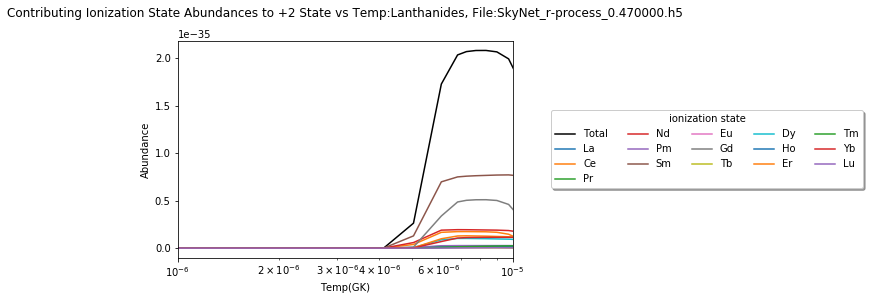 Contributing Ionization State Abundances to +2 State vs Temp:Lanthanides, File:SkyNet_r-process_0.470000.h5
1e−35
2.0
1.5
1.0
0.5
0.0
Abundance
10⁻⁶
2 × 10⁻⁶
3 × 10⁻⁶
4 × 10⁻⁶
6 × 10⁻⁶
10⁻⁵
Temp(GK)
ionization state
Total Nd Eu Dy Tm
La Pm Gd Ho Yb
Ce Sm Tb Er Lu
Pr